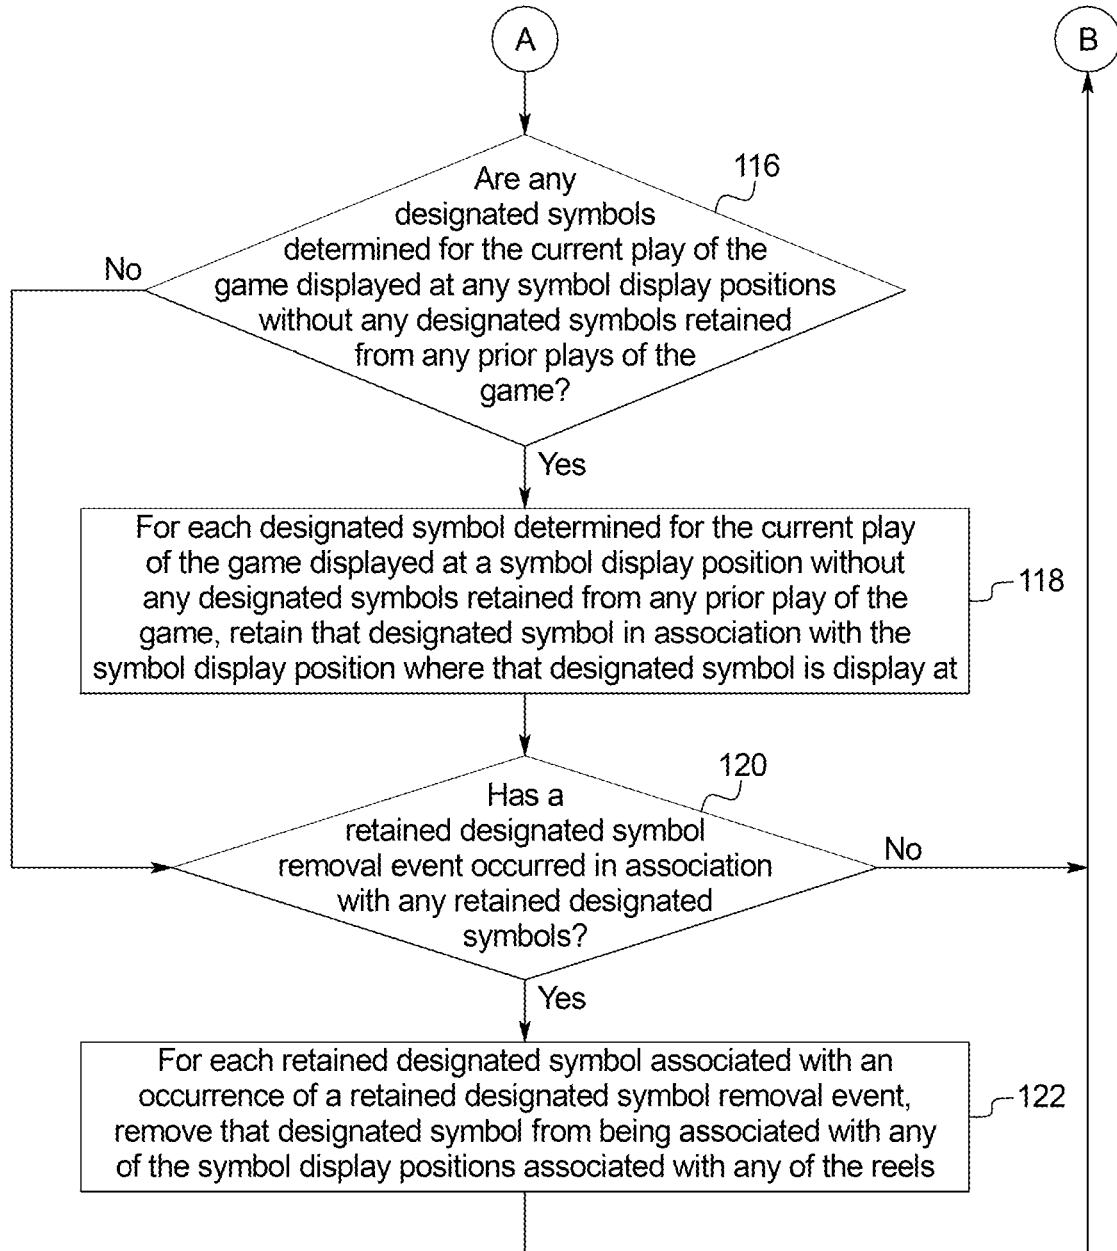 A
B
116
Are any
designated symbols
determined for the current play of the
game displayed at any symbol display positions
without any designated symbols retained
from any prior plays of the
game?
No
Yes
For each designated symbol determined for the current play
of the game displayed at a symbol display position without
any designated symbols retained from any prior play of the
game, retain that designated symbol in association with the
symbol display position where that designated symbol is display at
118
120
Has a
retained designated symbol
removal event occurred in association
with any retained designated
symbols?
No
Yes
For each retained designated symbol associated with an
occurrence of a retained designated symbol removal event,
remove that designated symbol from being associated with any
of the symbol display positions associated with any of the reels
122